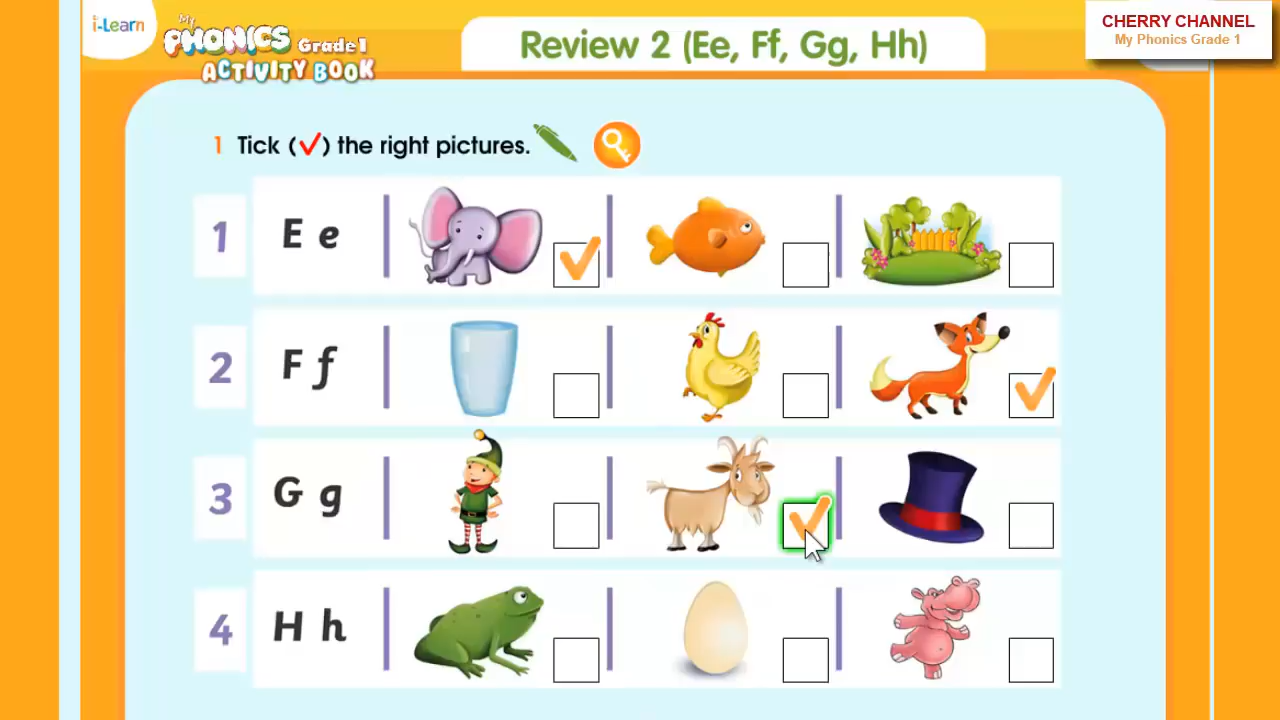 i-Learn
My
PHONICS Grade 1
ACTIVITY BOOK
Review 2 (Ee, Ff, Gg, Hh)
CHERRY CHANNEL
My Phonics Grade 1
1 Tick (✓) the right pictures.
1 E e
2 F f
3 G g
4 H h